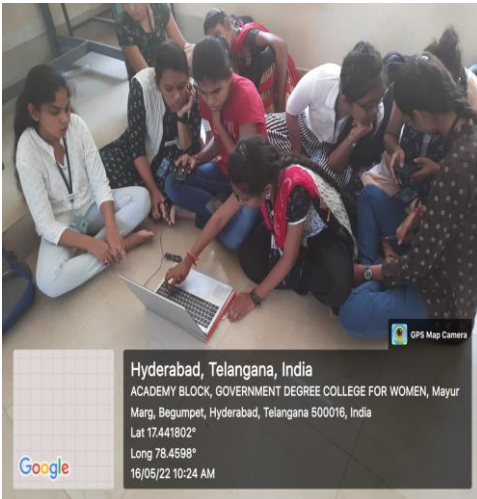 GPS Map Camera
Hyderabad, Telangana, India
ACADEMY BLOCK, GOVERNMENT DEGREE COLLEGE FOR WOMEN, Mayur
Marg, Begumpet, Hyderabad, Telangana 500016, India
Lat 17.441802°
Long 78.4598°
16/05/22 10:24 AM
Google